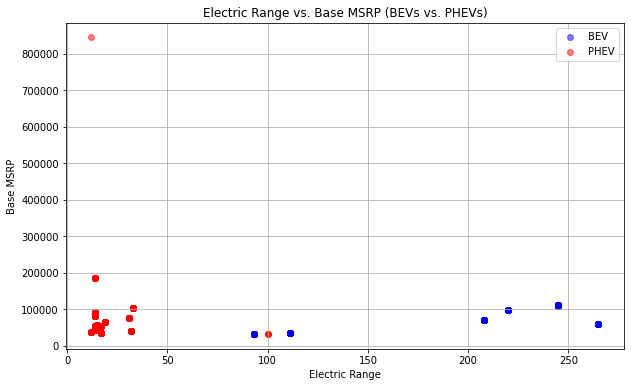 Electric Range vs. Base MSRP (BEVs vs. PHEVs)
BEV
PHEV
800000
700000
600000
500000
400000
300000
200000
100000
0
Base MSRP
0 50 100 150 200 250
Electric Range